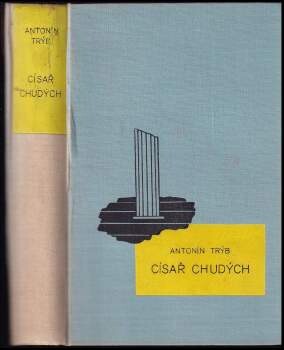 ANTONÍN
TRÝB
CÍSAŘ
CHUDÝCH
ANTONÍN TRÝB
CÍSAŘ CHUDÝCH